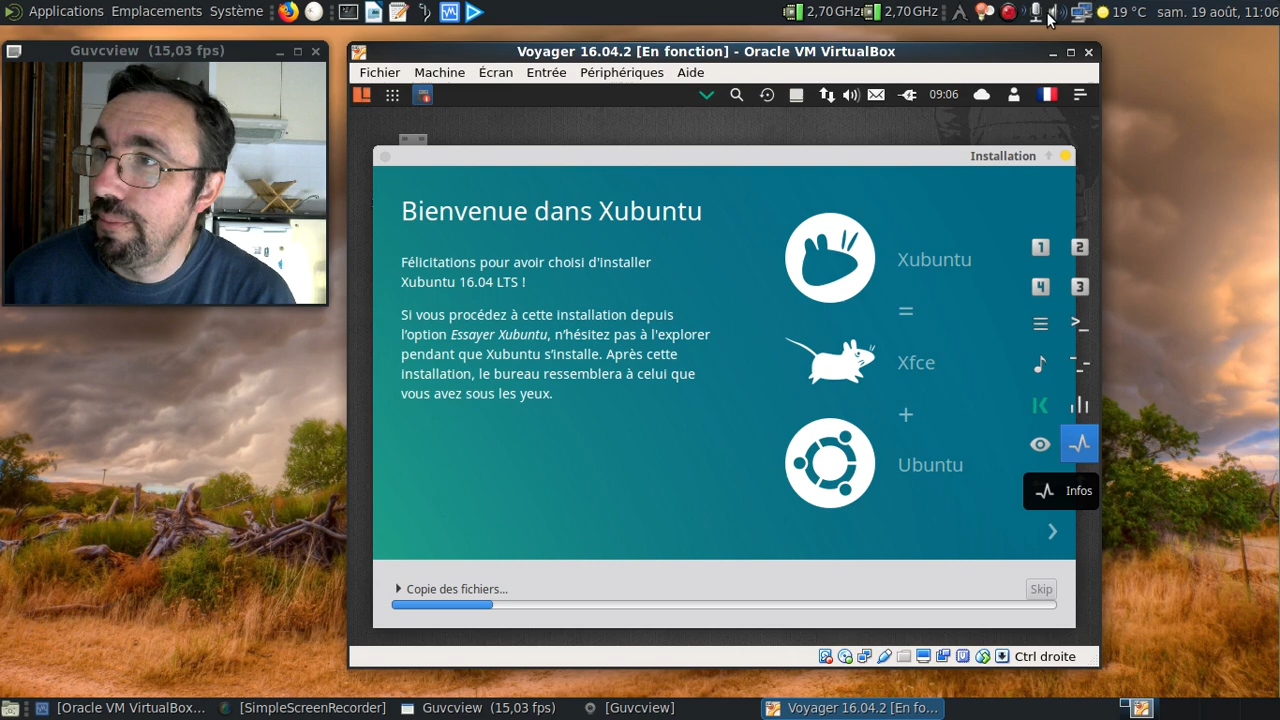 Applications Emplacements Système
2,70 GHz 2,70 GHz 19 °C sam. 19 août, 11:06
Guvcview (15,03 fps)
Voyager 16.04.2 [En fonction] - Oracle VM VirtualBox
Fichier Machine Écran Entrée Périphériques Aide
09:06
Installation
Bienvenue dans Xubuntu
Félicitations pour avoir choisi d'installer
Xubuntu 16.04 LTS !
Si vous procédez à cette installation depuis
l’option Essayer Xubuntu, n’hésitez pas à l'explorer
pendant que Xubuntu s’installe. Après cette
installation, le bureau ressemblera à celui que
vous avez sous les yeux.
Xubuntu
=
Xfce
+
Ubuntu
1 2
4 3
Infos
Copie des fichiers...
Skip
Ctrl droite
[Oracle VM VirtualBox... [SimpleScreenRecorder] Guvcview (15,03 fps) [Guvcview] Voyager 16.04.2 [En fo...